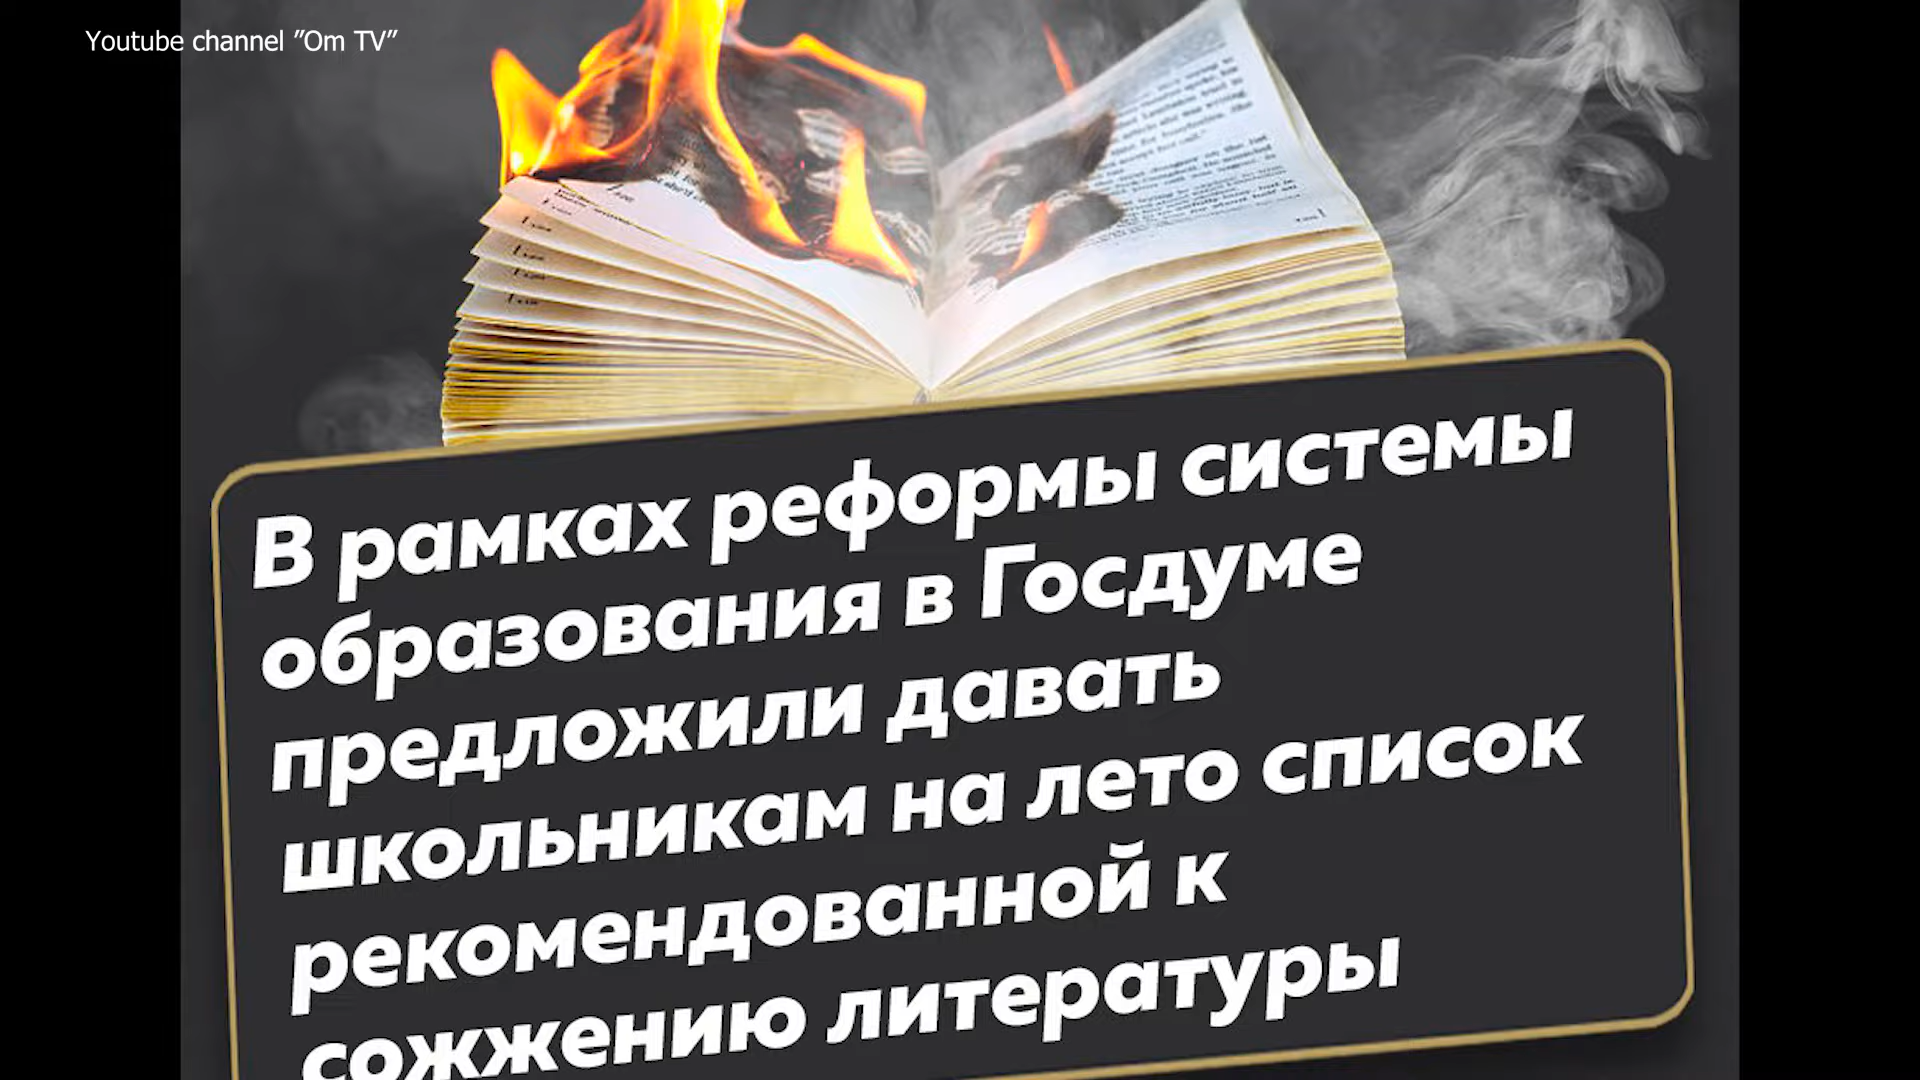 Youtube channel "Om TV"
В рамках реформы системы
образования в Госдуме
предложили давать
школьникам на лето список
рекомендованной к
сожжению литературы